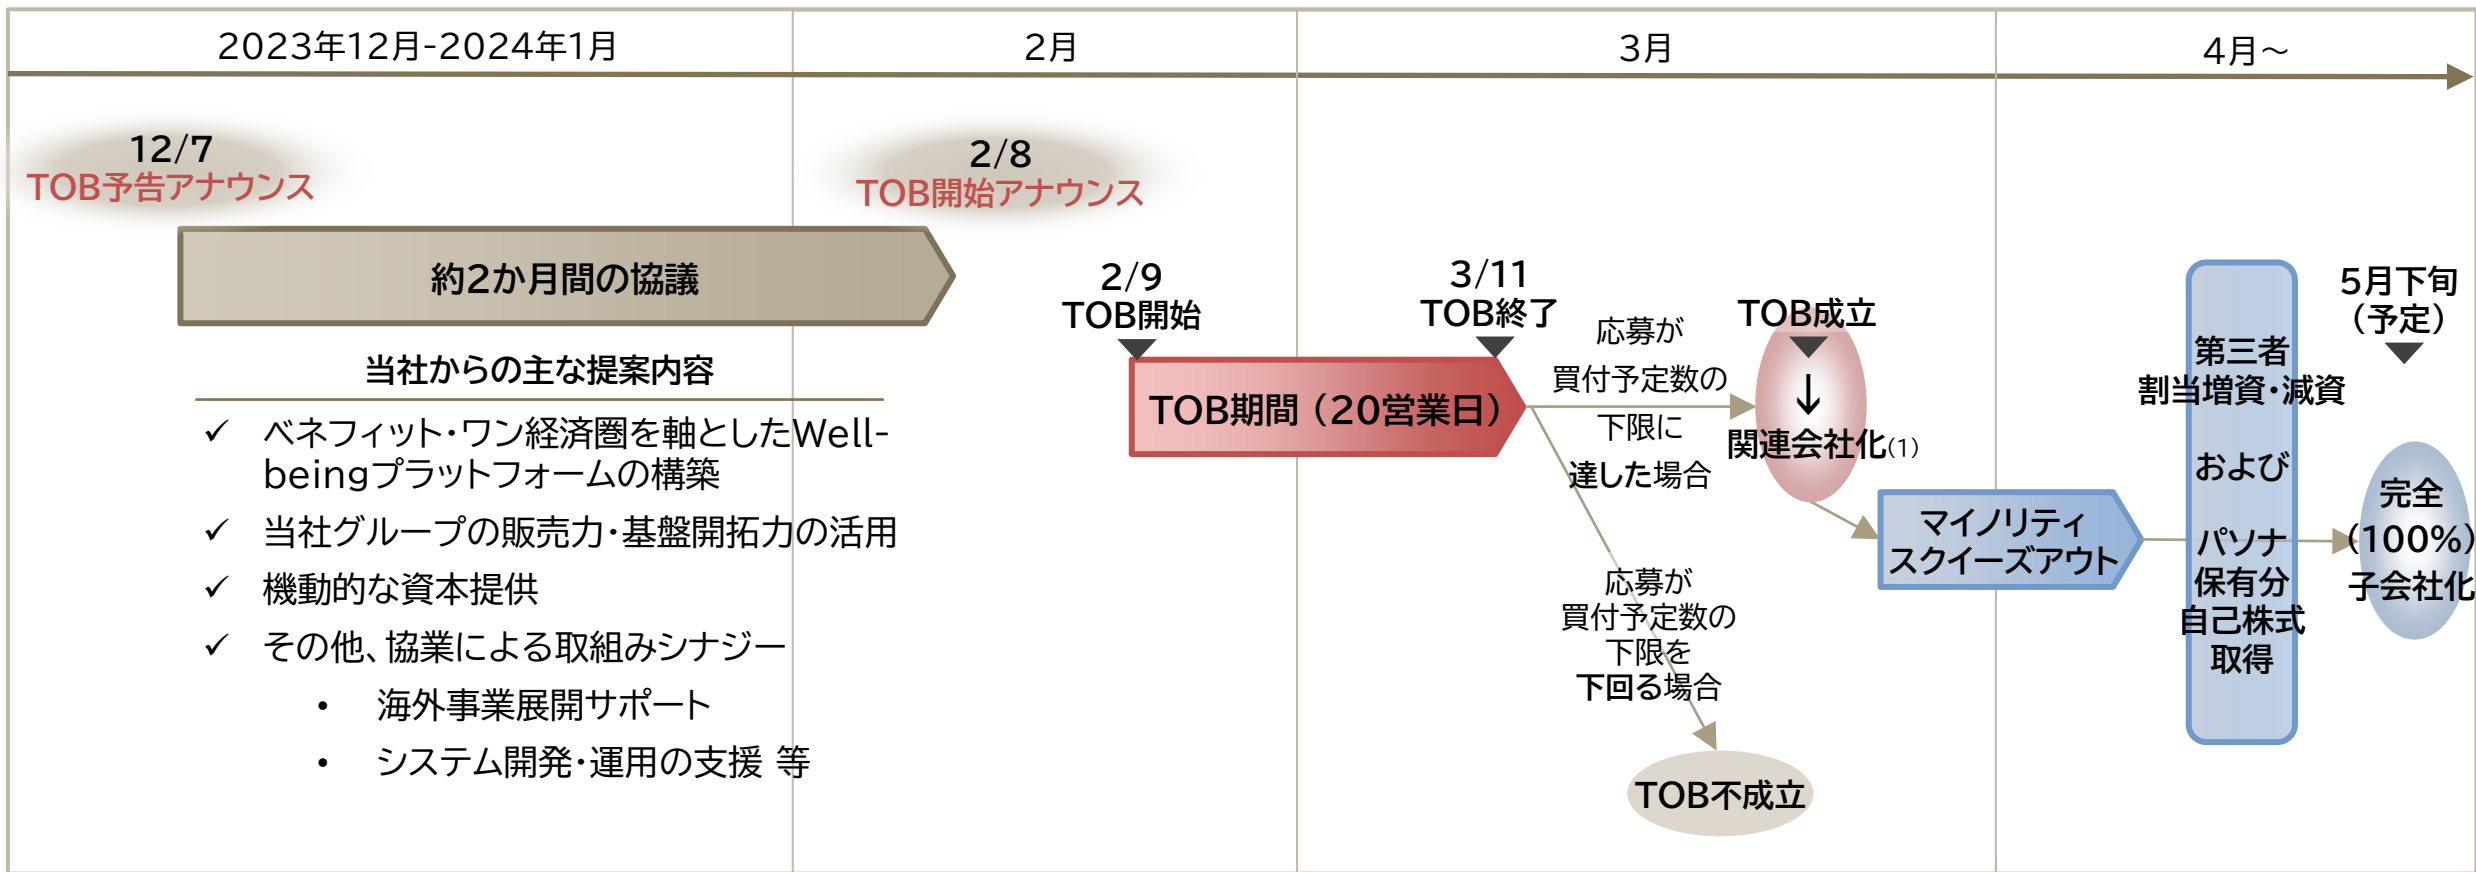 2023年12月-2024年1月
2月
3月
4月～
12/7
TOB予告アナウンス
2/8
TOB開始アナウンス
約2か月間の協議
当社からの主な提案内容
✓ ベネフィット・ワン経済圏を軸としたWell-
beingプラットフォームの構築
✓ 当社グループの販売力・基盤開拓力の活用
✓ 機動的な資本提供
✓ その他、協業による取組みシナジー
• 海外事業展開サポート
• システム開発・運用の支援 等
2/9
TOB開始
3/11
TOB終了
TOB期間（20営業日）
応募が
買付予定数の
下限に
達した場合
TOB成立
↓
関連会社化(1)
応募が
買付予定数の
下限を
下回る場合
TOB不成立
マイノリティ
スクイーズアウト
第三者
割当増資・減資
および
パソナ
保有分
自己株式
取得
5月下旬
（予定）
完全
(100%)
子会社化